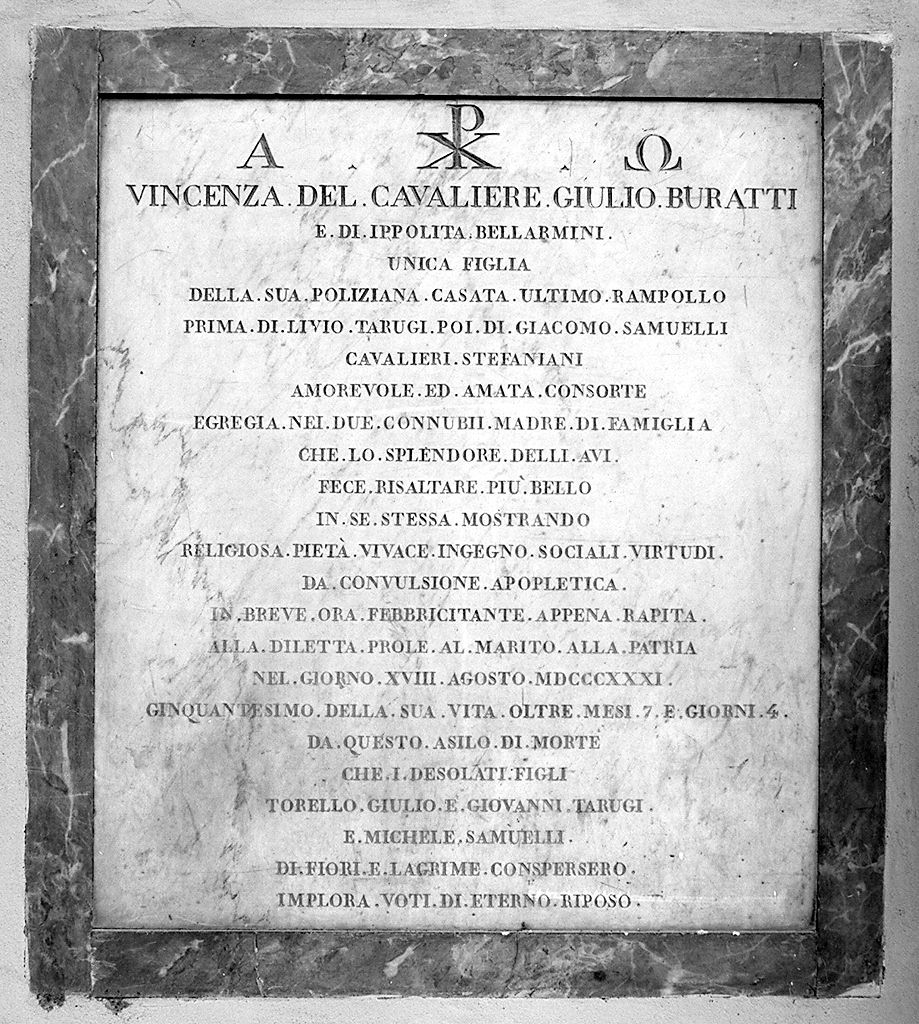 Α . ☧ . Ω
VINCENZA.DEL.CAVALIERE.GIULIO.BURATTI
E.DI.IPPOLITA.BELLARMINI.
UNICA FIGLIA
DELLA.SUA.POLIZIANA.CASATA.ULTIMO.RAMPOLLO
PRIMA.DI.LIVIO.TARUGI.POI.DI.GIACOMO.SAMUELLI
CAVALIERI.STEFANIANI
AMOREVOLE.ED.AMATA.CONSORTE
EGREGIA.NEI.DUE.CONNUBII.MADRE.DI.FAMIGLIA
CHE.LO.SPLENDORE.DELLI.AVI.
FECE.RISALTARE.PIÙ.BELLO
IN.SE.STESSA.MOSTRANDO
RELIGIOSA.PIETÀ.VIVACE.INGEGNO.SOCIALI.VIRTUDI.
DA.CONVULSIONE.APOPLETICA.
IN.BREVE.ORA.FEBBRICITANTE.APPENA.RAPITA.
ALLA.DILETTA.PROLE.AL.MARITO.ALLA.PATRIA
NEL.GIORNO.XVIII.AGOSTO.MDCCCXXXI.
GINQUANTESIMO.DELLA.SUA.VITA.OLTRE.MESI.7.E.GIORNI.4.
DA.QUESTO.ASILO.DI.MORTE
CHE.I.DESOLATI.FIGLI
TORELLO.GIULIO.E.GIOVANNI.TARUGI.
E.MICHELE.SAMUELLI.
DI.FIORI.E.LAGRIME.CONSPERSERO.
IMPLORA.VOTI.DI.ETERNO.RIPOSO.